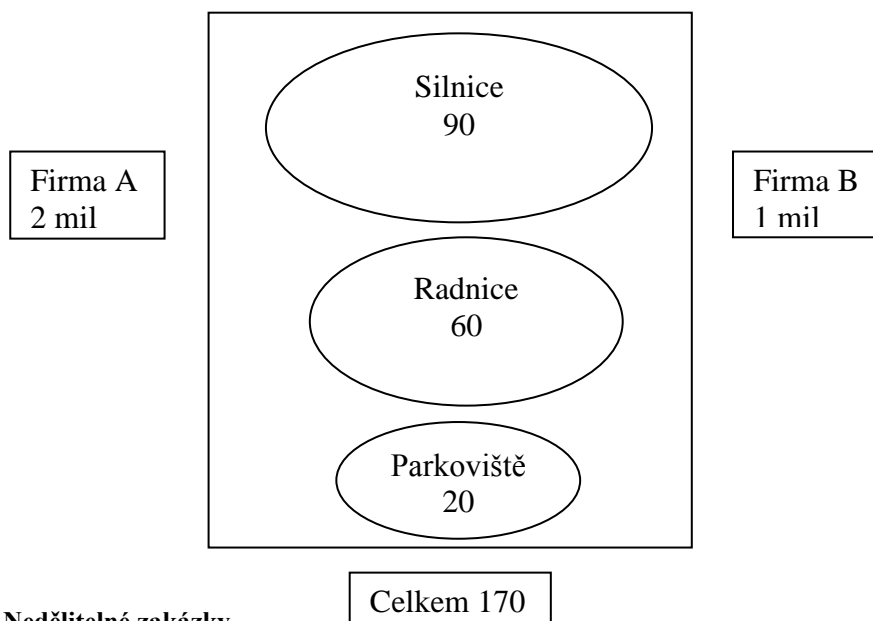 Silnice
90
Firma A
2 mil
Firma B
1 mil
Radnice
60
Parkoviště
20
Celkem 170
Nedělitelné zakázky